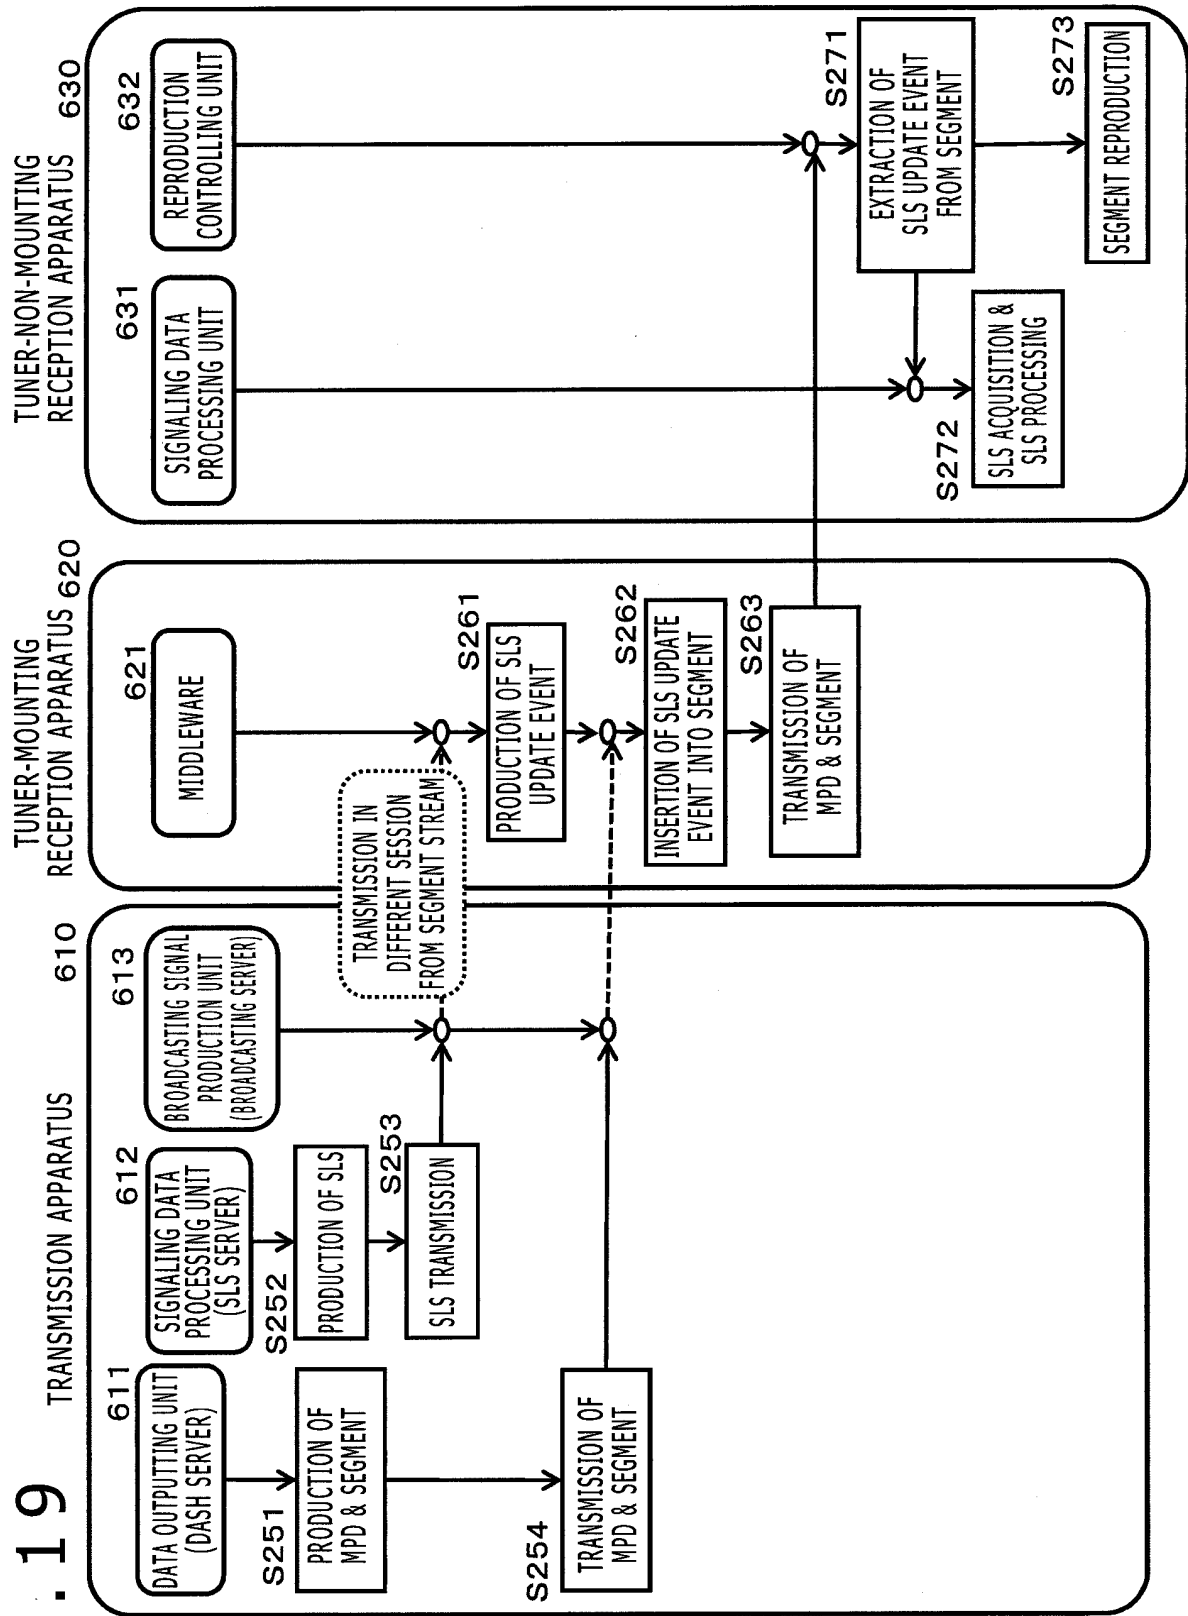 . 19
TRANSMISSION APPARATUS
610
611
DATA OUTPUTTING UNIT
(DASH SERVER)
612
SIGNALING DATA
PROCESSING UNIT
(SLS SERVER)
613
BROADCASTING SIGNAL
PRODUCTION UNIT
(BROADCASTING SERVER)
S251
PRODUCTION OF
MPD & SEGMENT
S252
PRODUCTION OF SLS
S253
SLS TRANSMISSION
S254
TRANSMISSION OF
MPD & SEGMENT
TRANSMISSION IN
DIFFERENT SESSION
FROM SEGMENT STREAM
TUNER-MOUNTING
RECEPTION APPARATUS
620
621
MIDDLEWARE
S261
PRODUCTION OF SLS
UPDATE EVENT
S262
INSERTION OF SLS UPDATE
EVENT INTO SEGMENT
S263
TRANSMISSION OF
MPD & SEGMENT
TUNER-NON-MOUNTING
RECEPTION APPARATUS
630
631
SIGNALING DATA
PROCESSING UNIT
632
REPRODUCTION
CONTROLLING UNIT
S271
EXTRACTION OF
SLS UPDATE EVENT
FROM SEGMENT
S272
SLS ACQUISITION &
SLS PROCESSING
S273
SEGMENT REPRODUCTION